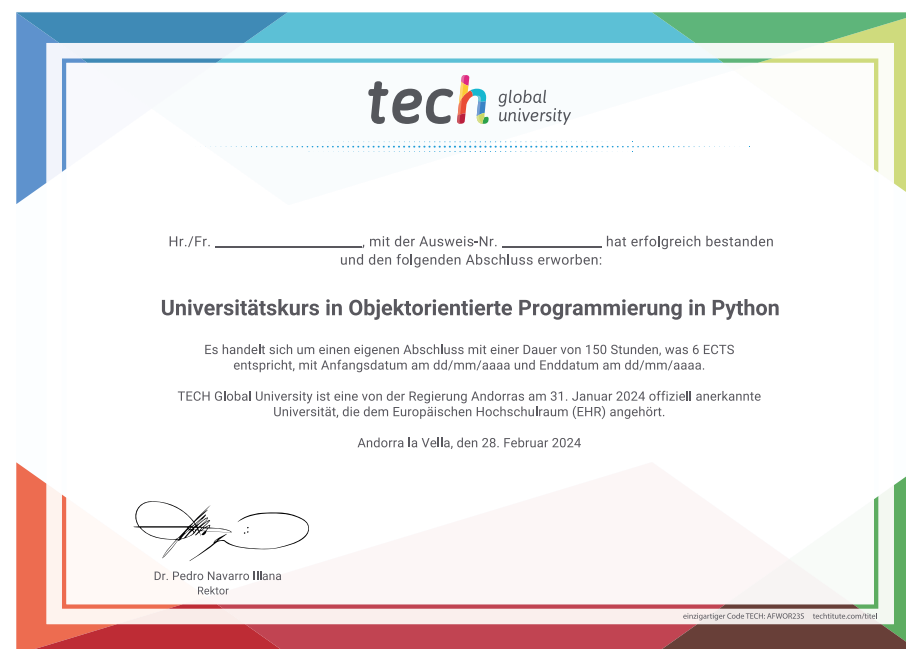 tech global university
Hr./Fr. ____________________, mit der Ausweis-Nr. ______________ hat erfolgreich bestanden
und den folgenden Abschluss erworben:
Universitätskurs in Objektorientierte Programmierung in Python
Es handelt sich um einen eigenen Abschluss mit einer Dauer von 150 Stunden, was 6 ECTS
entspricht, mit Anfangsdatum am dd/mm/aaaa und Enddatum am dd/mm/aaaa.
TECH Global University ist eine von der Regierung Andorras am 31. Januar 2024 offiziell anerkannte
Universität, die dem Europäischen Hochschulraum (EHR) angehört.
Andorra la Vella, den 28. Februar 2024
Dr. Pedro Navarro Illana
Rektor
einzigartiger Code TECH: AFWOR23S techtitute.com/titel